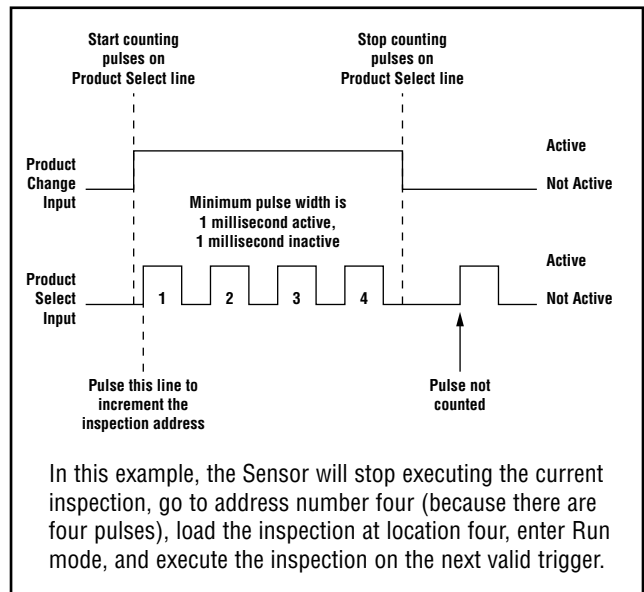 Start counting
pulses on
Product Select line
Stop counting
pulses on
Product Select line
Product
Change
Input
Active
Not Active
Minimum pulse width is
1 millisecond active,
1 millisecond inactive
Product
Select
Input
1
2
3
4
Active
Not Active
Pulse this line to
increment the
inspection address
Pulse not
counted
In this example, the Sensor will stop executing the current
inspection, go to address number four (because there are
four pulses), load the inspection at location four, enter Run
mode, and execute the inspection on the next valid trigger.